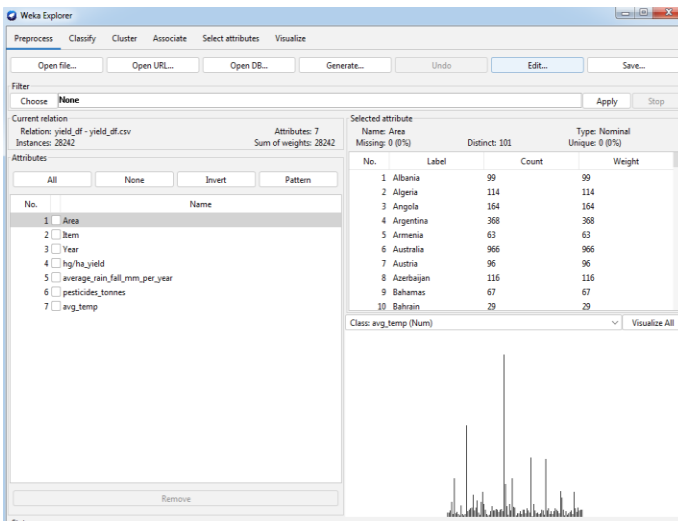 Weka Explorer
Preprocess Classify Cluster Associate Select attributes Visualize
Open file... Open URL... Open DB... Generate... Undo Edit... Save...
Filter
Choose None Apply Stop
Current relation
Relation: yield_df - yield_df.csv Attributes: 7
Instances: 28242 Sum of weights: 28242
Attributes
All None Invert Pattern
No. Name
1 Area
2 Item
3 Year
4 hg/ha_yield
5 average_rain_fall_mm_per_year
6 pesticides_tonnes
7 avg_temp
Remove
Selected attribute
Name: Area Type: Nominal
Missing: 0 (0%) Distinct: 101 Unique: 0 (0%)
No. Label Count Weight
1 Albania 99 99
2 Algeria 114 114
3 Angola 164 164
4 Argentina 368 368
5 Armenia 63 63
6 Australia 966 966
7 Austria 96 96
8 Azerbaijan 116 116
9 Bahamas 67 67
10 Bahrain 29 29
Class: avg_temp (Num) Visualize All